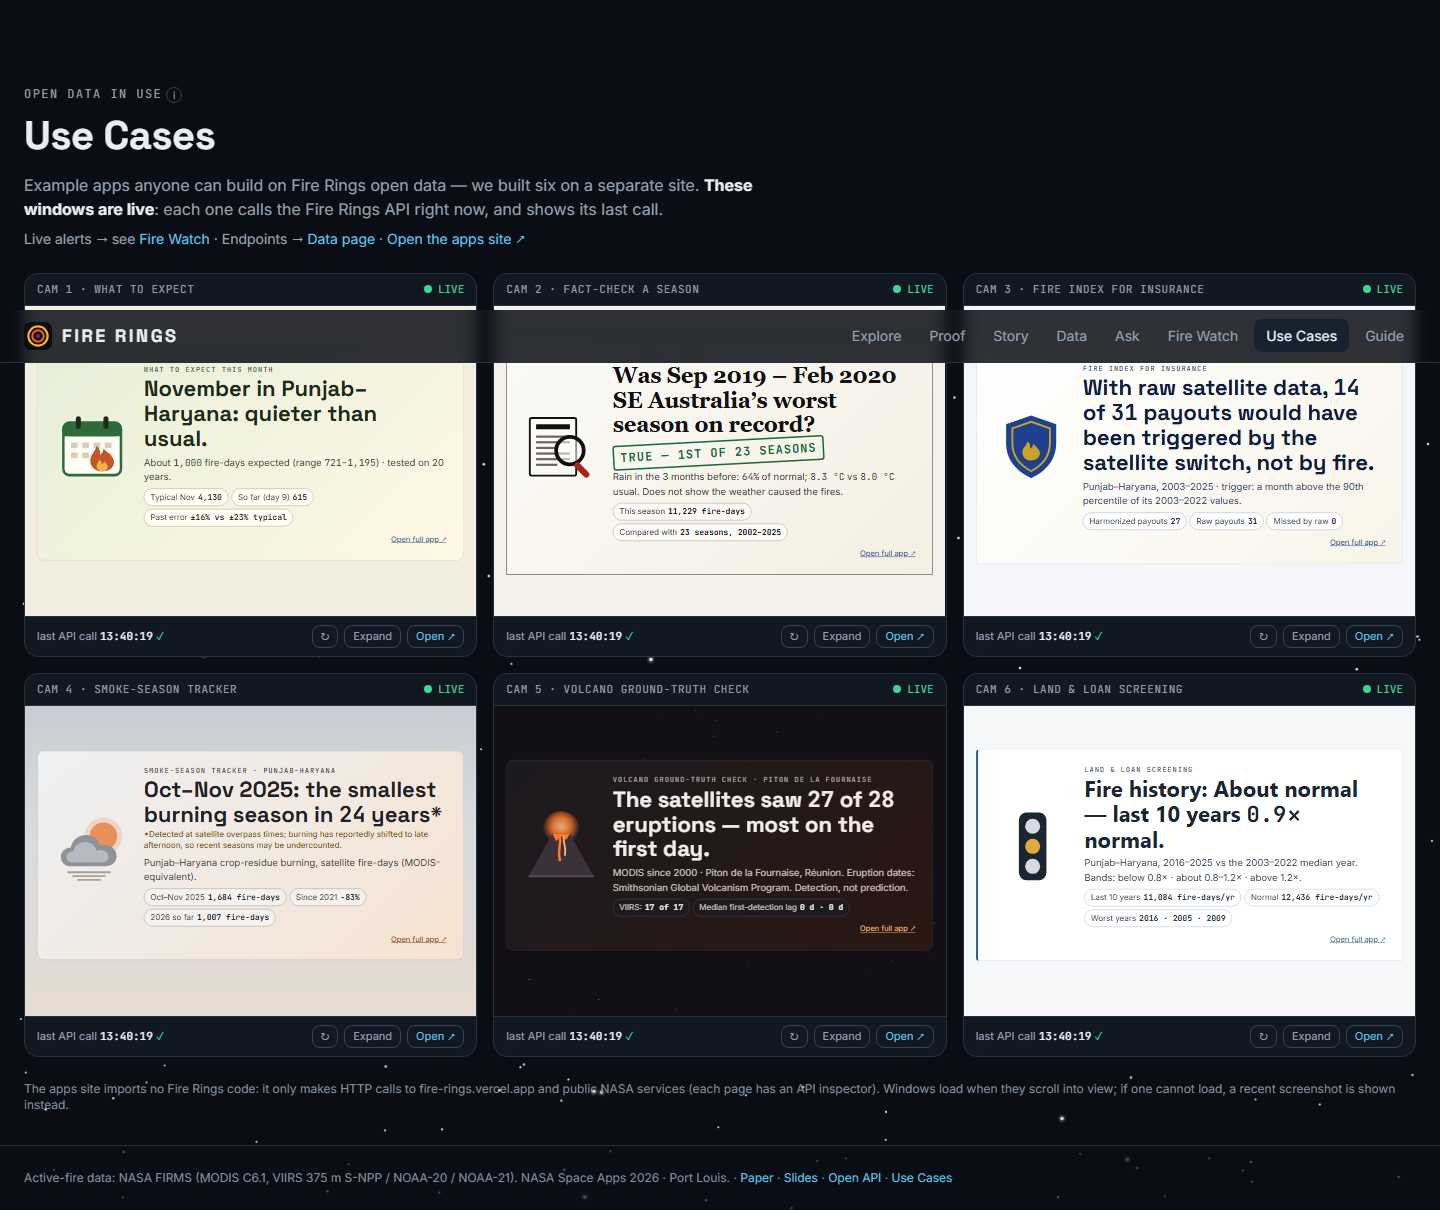 OPEN DATA IN USE i
Use Cases
Example apps anyone can build on Fire Rings open data — we built six on a separate site. These
windows are live: each one calls the Fire Rings API right now, and shows its last call.
Live alerts → see Fire Watch · Endpoints → Data page · Open the apps site ↗
CAM 1 · WHAT TO EXPECT
LIVE
CAM 2 · FACT-CHECK A SEASON
LIVE
CAM 3 · FIRE INDEX FOR INSURANCE
LIVE
FIRE RINGS
Explore
Proof
Story
Data
Ask
Fire Watch
Use Cases
Guide
WHAT TO EXPECT THIS MONTH
November in Punjab–
Haryana: quieter than
usual.
About 1,000 fire-days expected (range 721–1,195) · tested on 20
years.
Typical Nov 4,130
So far (day 9) 615
Past error ±16% vs ±23% typical
Open full app ↗
Was Sep 2019 – Feb 2020
SE Australia’s worst
season on record?
TRUE — 1ST OF 23 SEASONS
Rain in the 3 months before: 64% of normal; 8.3 °C vs 8.0 °C
usual. Does not show the weather caused the fires.
This season 11,229 fire-days
Compared with 23 seasons, 2002–2025
Open full app ↗
FIRE INDEX FOR INSURANCE
With raw satellite data, 14
of 31 payouts would have
been triggered by the
satellite switch, not by fire.
Punjab–Haryana, 2003–2025 · trigger: a month above the 90th
percentile of its 2003–2022 values.
Harmonized payouts 27
Raw payouts 31
Missed by raw 0
Open full app ↗
last API call 13:40:19 ✓
↻
Expand
Open ↗
last API call 13:40:19 ✓
↻
Expand
Open ↗
last API call 13:40:19 ✓
↻
Expand
Open ↗
CAM 4 · SMOKE-SEASON TRACKER
LIVE
CAM 5 · VOLCANO GROUND-TRUTH CHECK
LIVE
CAM 6 · LAND & LOAN SCREENING
LIVE
SMOKE-SEASON TRACKER · PUNJAB–HARYANA
Oct–Nov 2025: the smallest
burning season in 24 years*
*Detected at satellite overpass times; burning has reportedly shifted to late
afternoon, so recent seasons may be undercounted.
Punjab–Haryana crop-residue burning, satellite fire-days (MODIS-
equivalent).
Oct–Nov 2025 1,684 fire-days
Since 2021 -83%
2026 so far 1,007 fire-days
Open full app ↗
VOLCANO GROUND-TRUTH CHECK · PITON DE LA FOURNAISE
The satellites saw 27 of 28
eruptions — most on the
first day.
MODIS since 2000 · Piton de la Fournaise, Réunion. Eruption dates:
Smithsonian Global Volcanism Program. Detection, not prediction.
VIIRS: 17 of 17
Median first-detection lag 0 d · 0 d
Open full app ↗
LAND & LOAN SCREENING
Fire history: About normal
— last 10 years 0.9×
normal.
Punjab–Haryana, 2016–2025 vs the 2003–2022 median year.
Bands: below 0.8× · about 0.8–1.2× · above 1.2×.
Last 10 years 11,084 fire-days/yr
Normal 12,436 fire-days/yr
Worst years 2016 · 2005 · 2009
Open full app ↗
last API call 13:40:19 ✓
↻
Expand
Open ↗
last API call 13:40:19 ✓
↻
Expand
Open ↗
last API call 13:40:19 ✓
↻
Expand
Open ↗
The apps site imports no Fire Rings code: it only makes HTTP calls to fire-rings.vercel.app and public NASA services (each page has an API inspector). Windows load when they scroll into view; if one cannot load, a recent screenshot is shown
instead.
Active-fire data: NASA FIRMS (MODIS C6.1, VIIRS 375 m S-NPP / NOAA-20 / NOAA-21). NASA Space Apps 2026 · Port Louis. · Paper · Slides · Open API · Use Cases